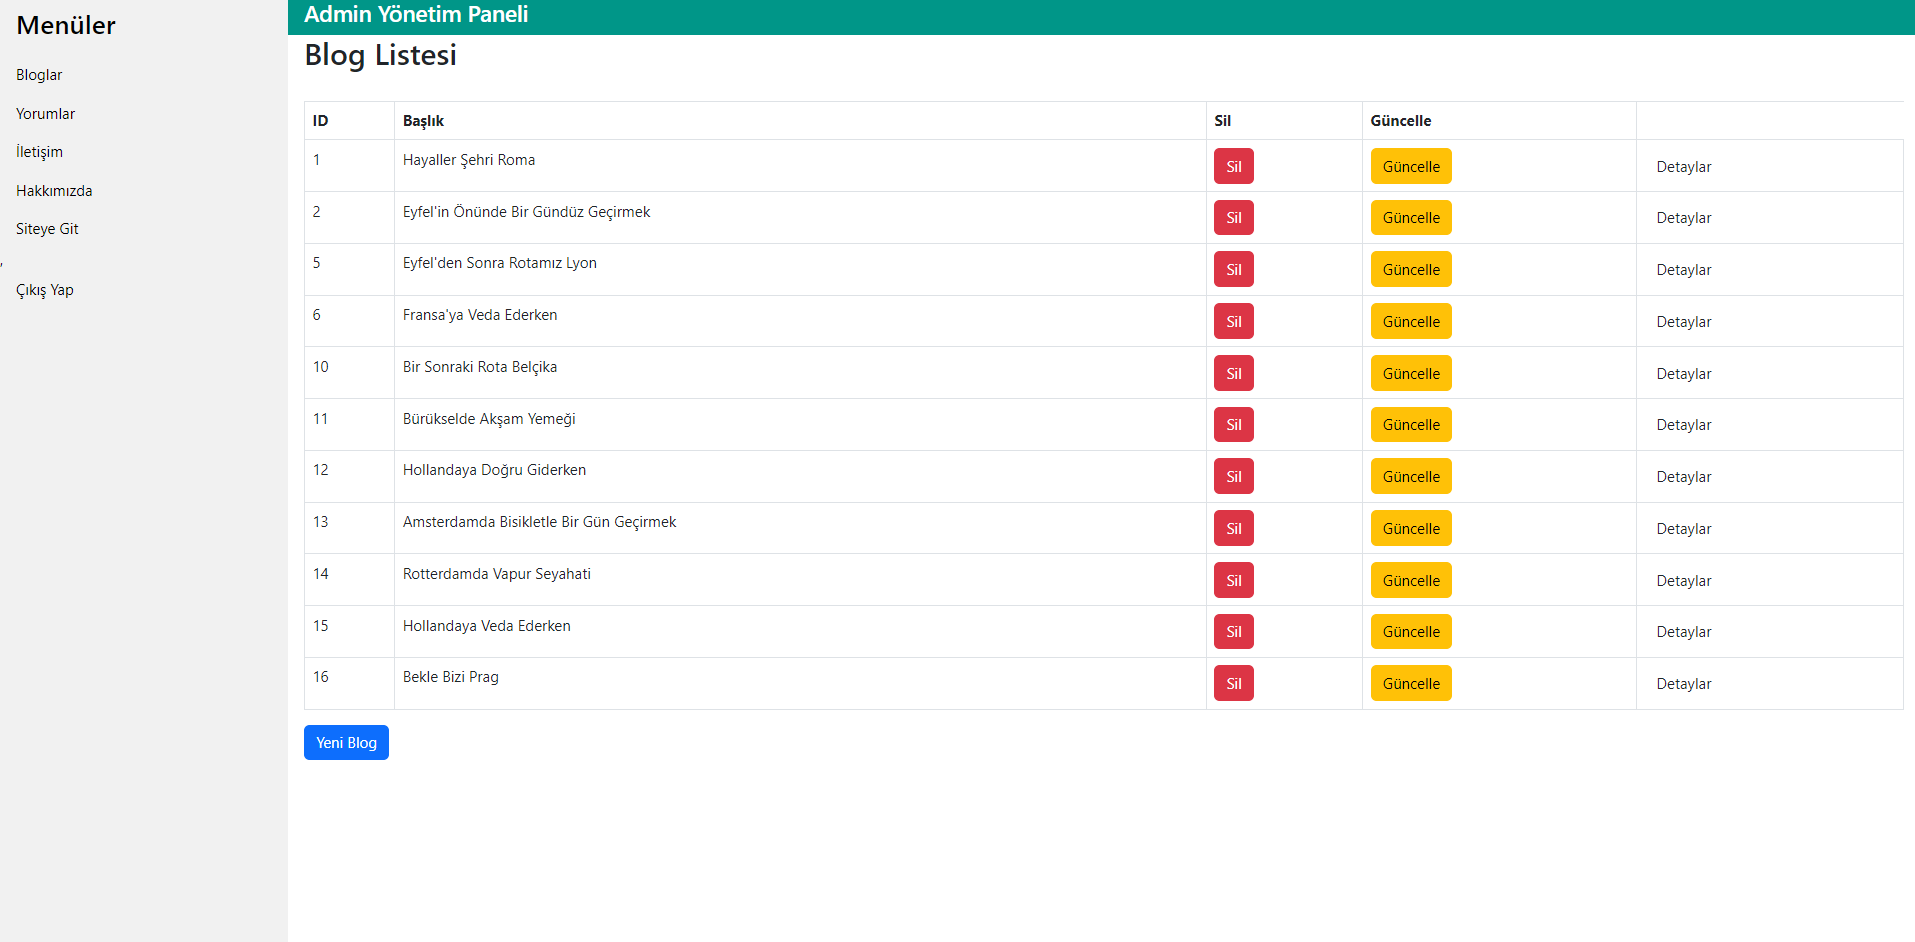 Menüler
Bloglar
Yorumlar
İletişim
Hakkımızda
Siteye Git
,
Çıkış Yap
Admin Yönetim Paneli
Blog Listesi
ID Başlık Sil Güncelle
1 Hayaller Şehri Roma Sil Güncelle Detaylar
2 Eyfel'in Önünde Bir Gündüz Geçirmek Sil Güncelle Detaylar
5 Eyfel'den Sonra Rotamız Lyon Sil Güncelle Detaylar
6 Fransa'ya Veda Ederken Sil Güncelle Detaylar
10 Bir Sonraki Rota Belçika Sil Güncelle Detaylar
11 Bürükselde Akşam Yemeği Sil Güncelle Detaylar
12 Hollandaya Doğru Giderken Sil Güncelle Detaylar
13 Amsterdamda Bisikletle Bir Gün Geçirmek Sil Güncelle Detaylar
14 Rotterdamda Vapur Seyahati Sil Güncelle Detaylar
15 Hollandaya Veda Ederken Sil Güncelle Detaylar
16 Bekle Bizi Prag Sil Güncelle Detaylar
Yeni Blog